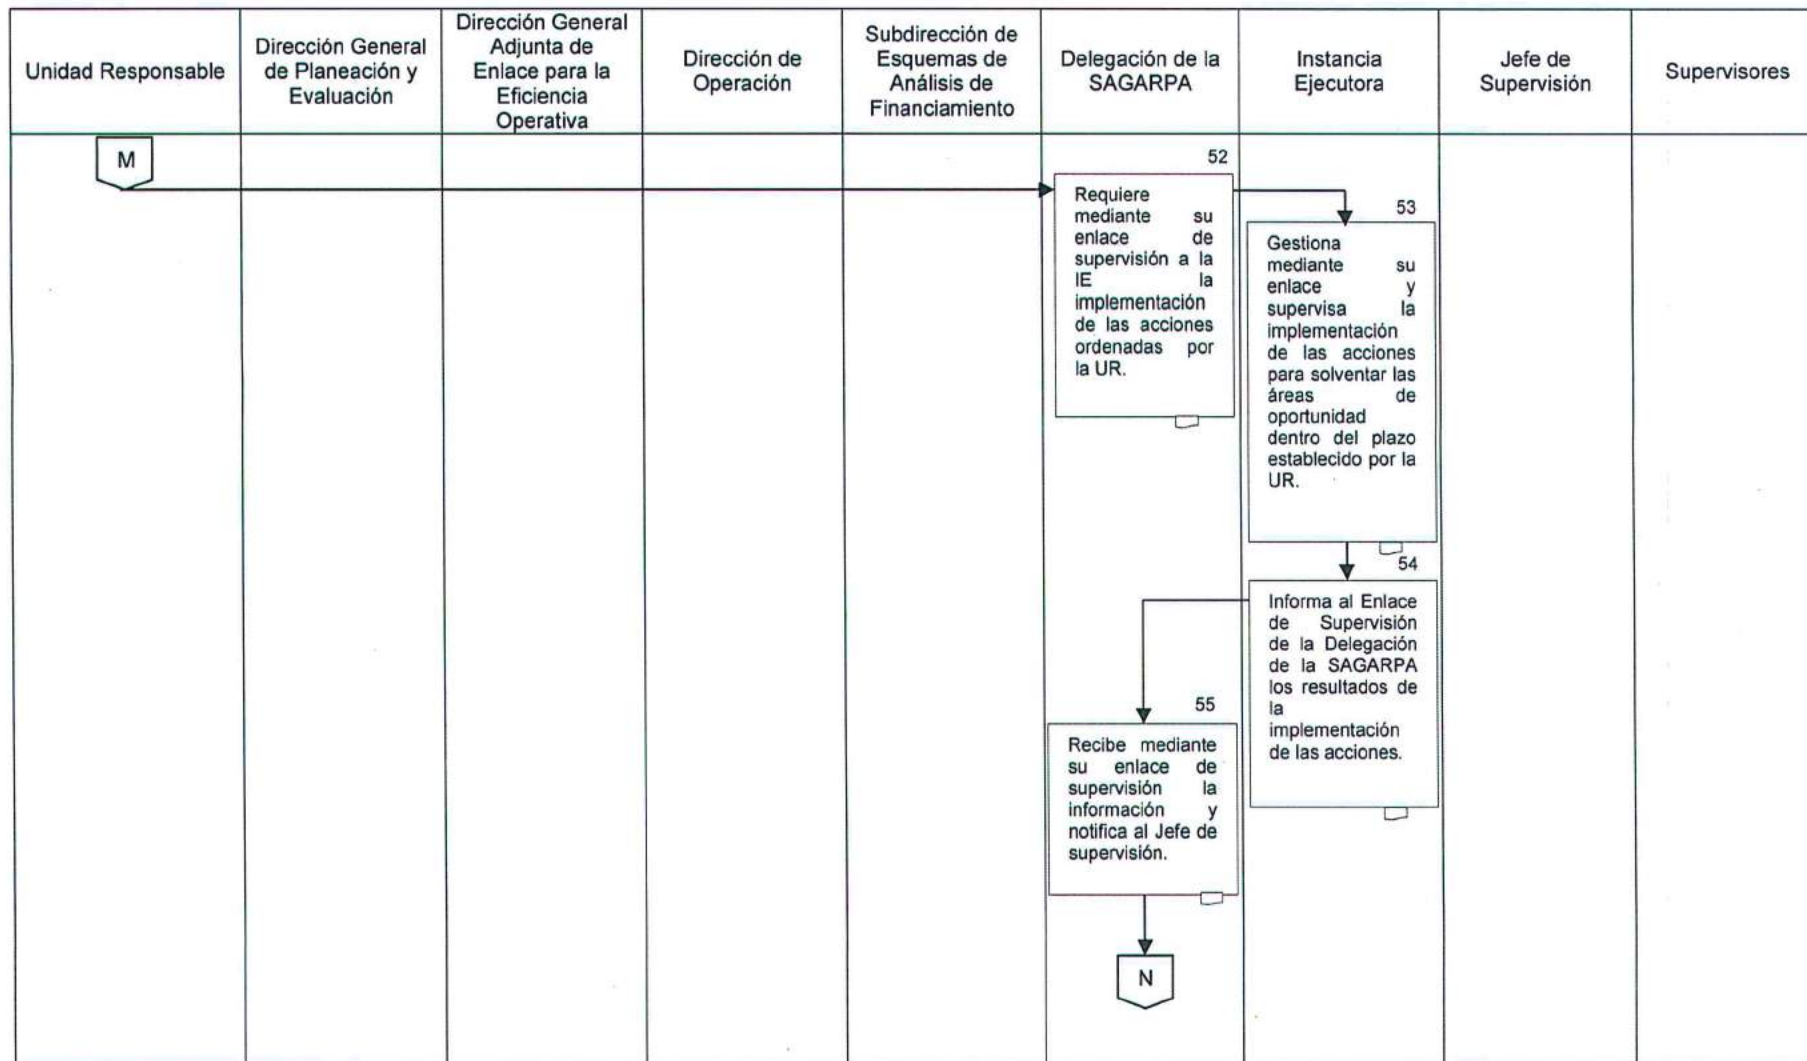 Unidad Responsable
Dirección General
de Planeación y
Evaluación
Dirección General
Adjunta de
Enlace para la
Eficiencia
Operativa
Dirección de
Operación
Subdirección de
Esquemas de
Análisis de
Financiamiento
Delegación de la
SAGARPA
Instancia
Ejecutora
Jefe de
Supervisión
Supervisores
M
52
Requiere
mediante su
enlace de
supervisión a la
IE la
implementación
de las acciones
ordenadas por
la UR.
53
Gestiona
mediante su
enlace y
supervisa la
implementación
de las acciones
para solventar las
áreas de
oportunidad
dentro del plazo
establecido por la
UR.
54
Informa al Enlace
de Supervisión
de la Delegación
de la SAGARPA
los resultados de
la
implementación
de las acciones.
55
Recibe mediante
su enlace de
supervisión la
información y
notifica al Jefe de
supervisión.
N